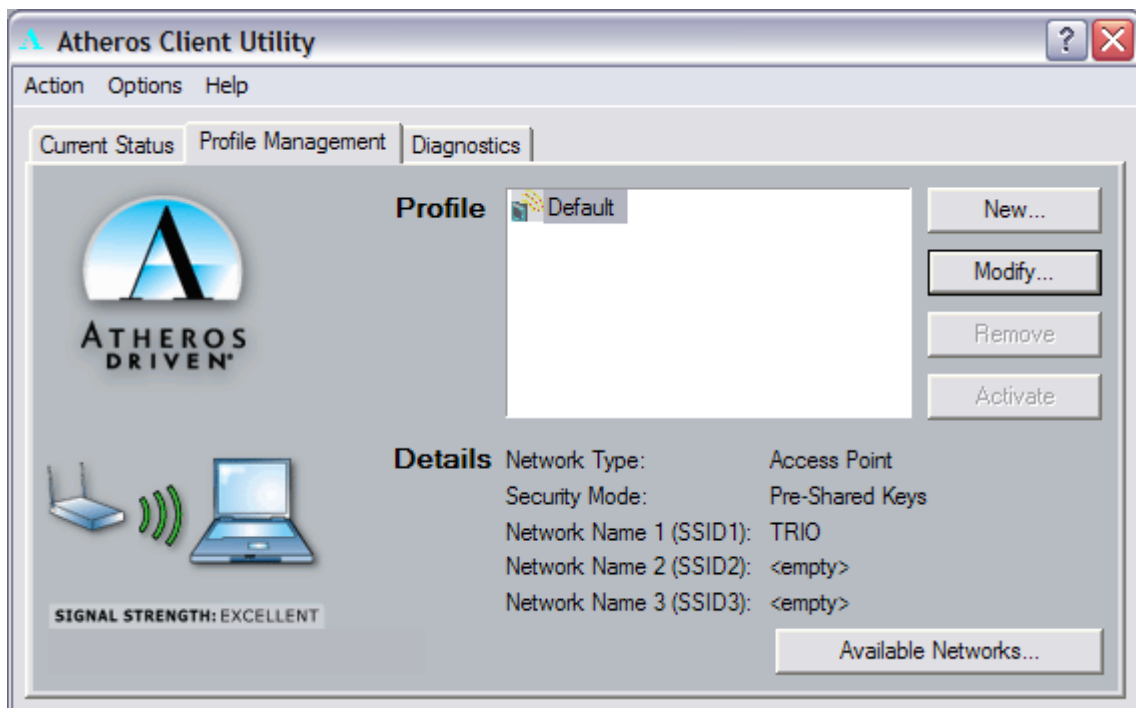 Atheros Client Utility
Action Options Help
Current Status Profile Management Diagnostics
ATHEROS
DRIVEN®
Profile
Default
New...
Modify...
Remove
Activate
SIGNAL STRENGTH: EXCELLENT
Details
Network Type: Access Point
Security Mode: Pre-Shared Keys
Network Name 1 (SSID1): TRIO
Network Name 2 (SSID2): <empty>
Network Name 3 (SSID3): <empty>
Available Networks...